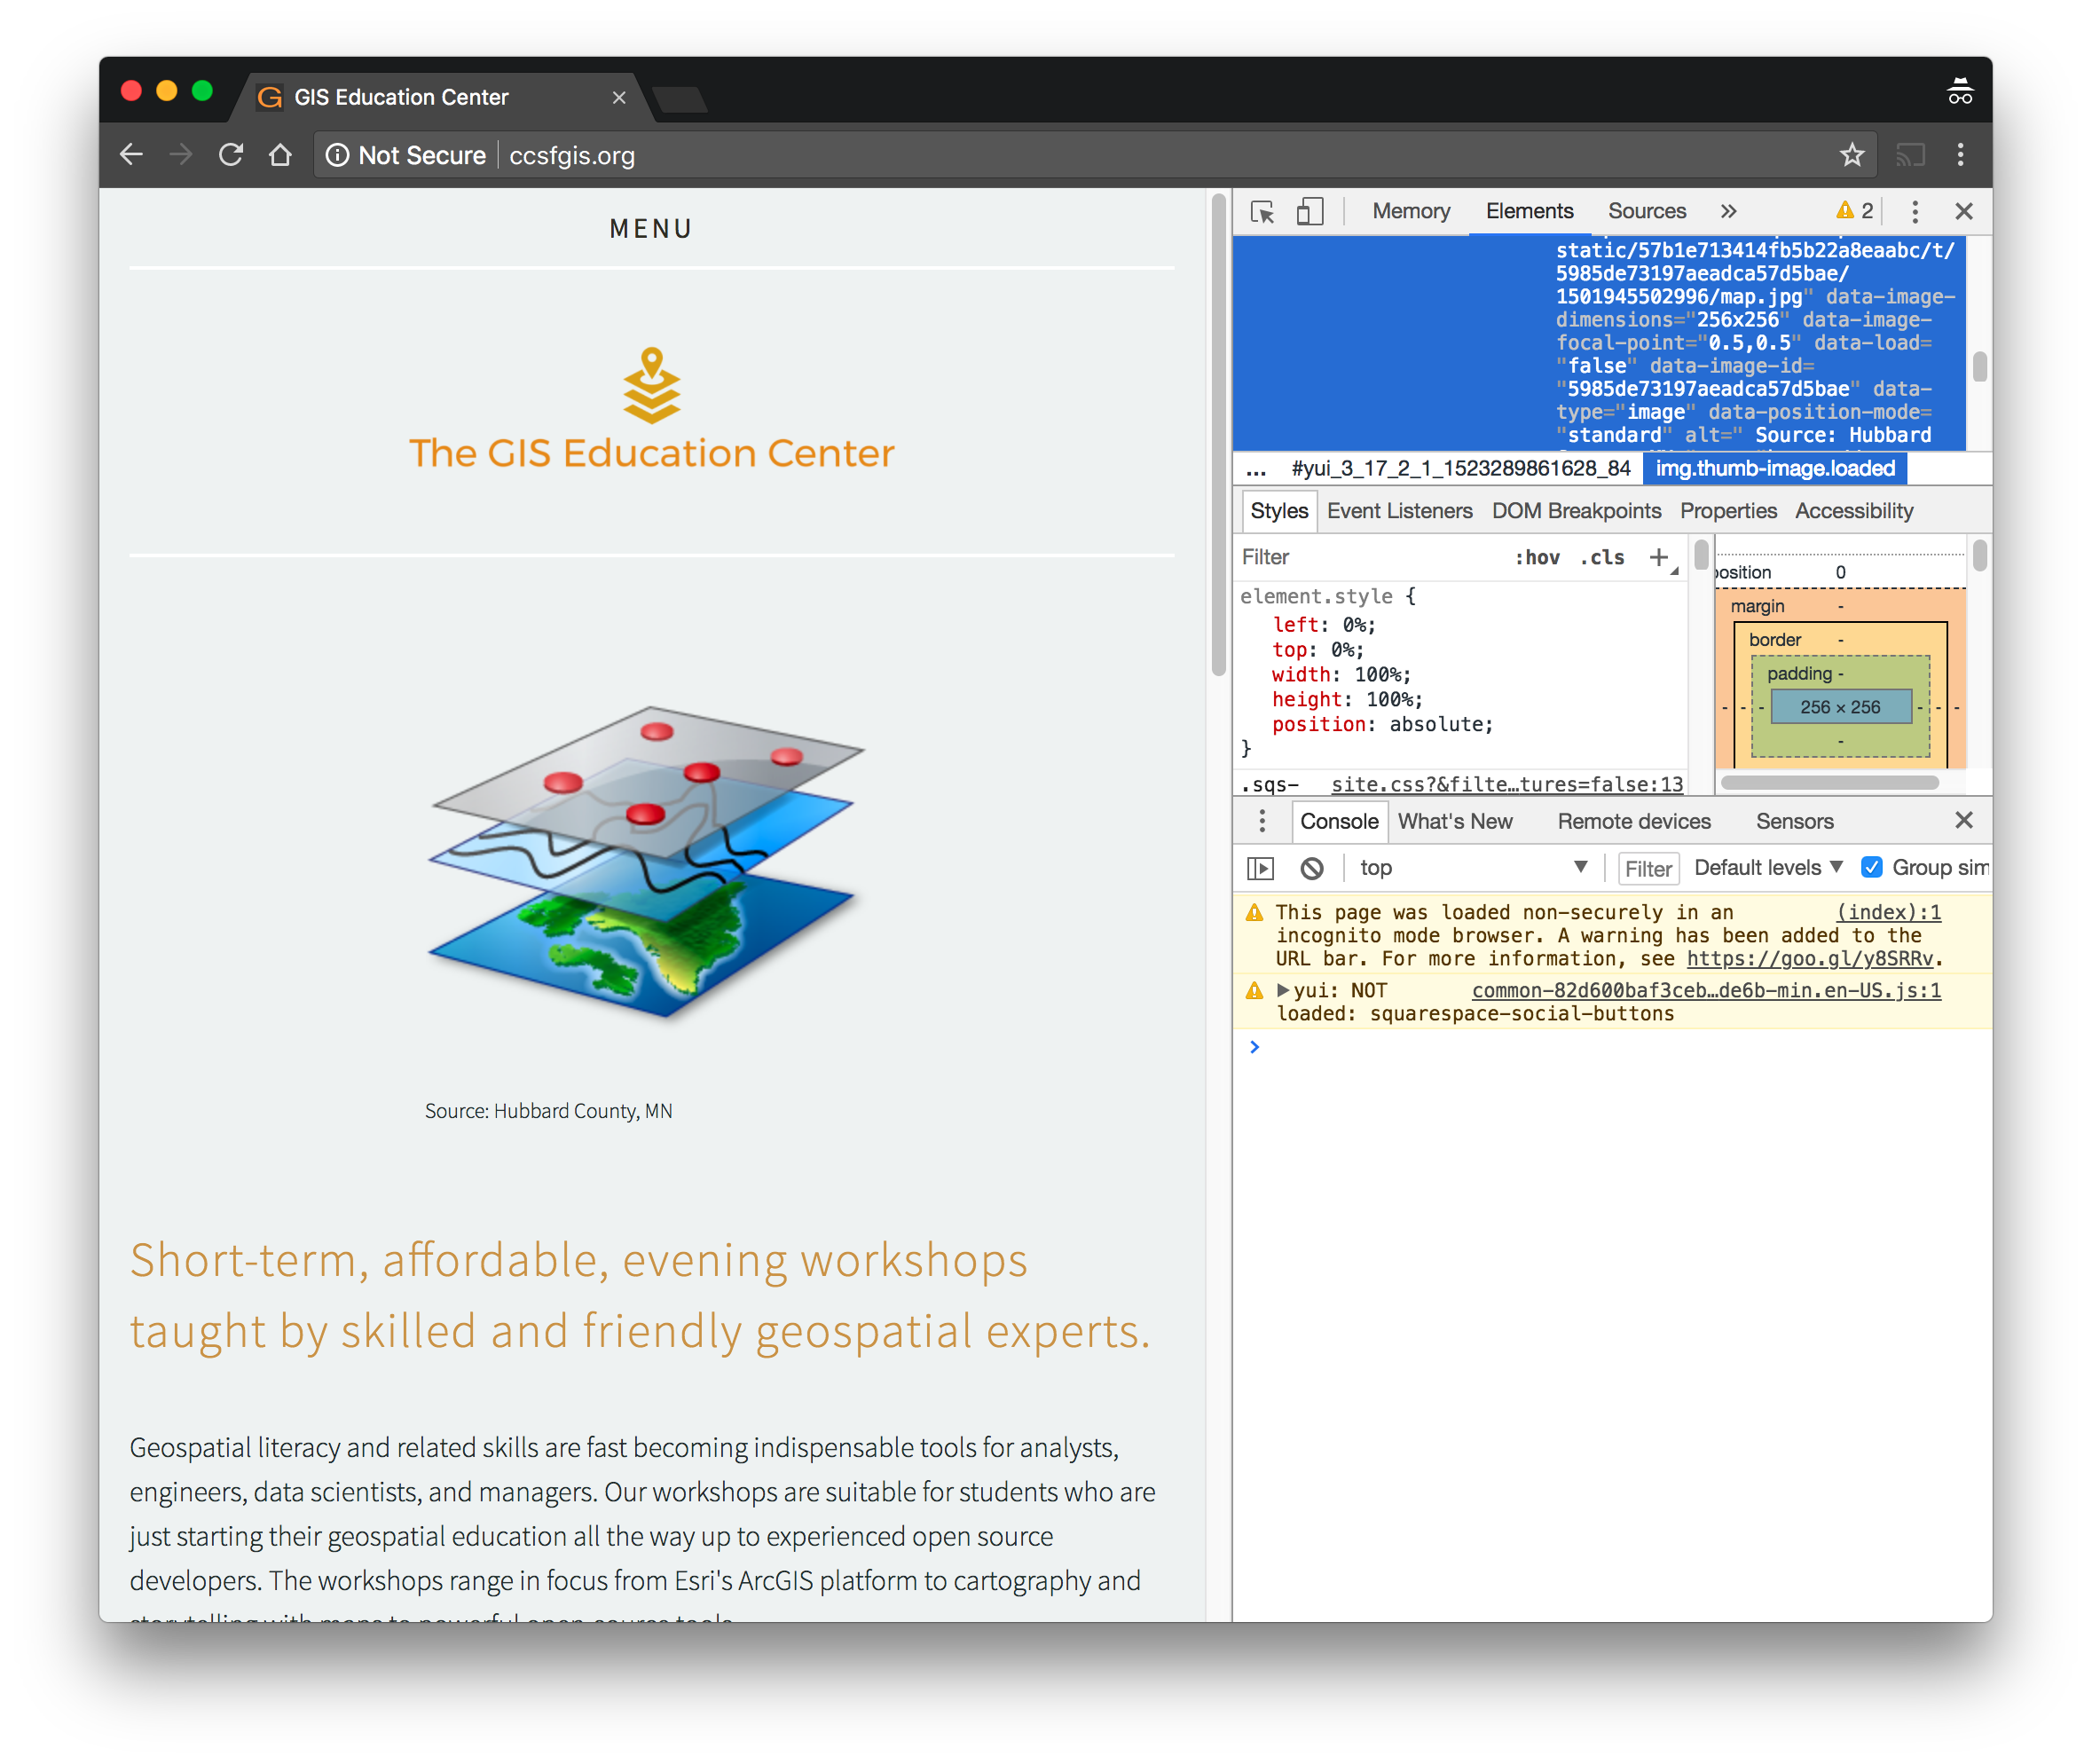 GIS Education Center
Not Secure
ccsfgis.org
MENU
The GIS Education Center
Source: Hubbard County, MN
Short-term, affordable, evening workshops
taught by skilled and friendly geospatial experts.
Geospatial literacy and related skills are fast becoming indispensable tools for analysts,
engineers, data scientists, and managers. Our workshops are suitable for students who are
just starting their geospatial education all the way up to experienced open source
developers. The workshops range in focus from Esri's ArcGIS platform to cartography and
storytelling with maps to powerful open-source tools.
Memory Elements Sources » 2
static/57b1e713414fb5b22a8eaabc/t/
5985de73197aeadca57d5bae/
1501945502996/map.jpg" data-image-
dimensions="256x256" data-image-
focal-point="0.5,0.5" data-load=
"false" data-image-id=
"5985de73197aeadca57d5bae" data-
type="image" data-position-mode=
"standard" alt=" Source: Hubbard
... #yui_3_17_2_1_1523289861628_84 img.thumb-image.loaded
Styles Event Listeners DOM Breakpoints Properties Accessibility
Filter :hov .cls +
element.style {
left: 0%;
top: 0%;
width: 100%;
height: 100%;
position: absolute;
}
.sqs- site.css?&filte…tures=false:13
position 0
margin -
border -
padding -
- - - 256 × 256 - - -
-
Console What's New Remote devices Sensors
top Filter Default levels Group sim
This page was loaded non-securely in an (index):1
incognito mode browser. A warning has been added to the
URL bar. For more information, see https://goo.gl/y8SRRv.
yui: NOT common-82d600baf3ceb…de6b-min.en-US.js:1
loaded: squarespace-social-buttons